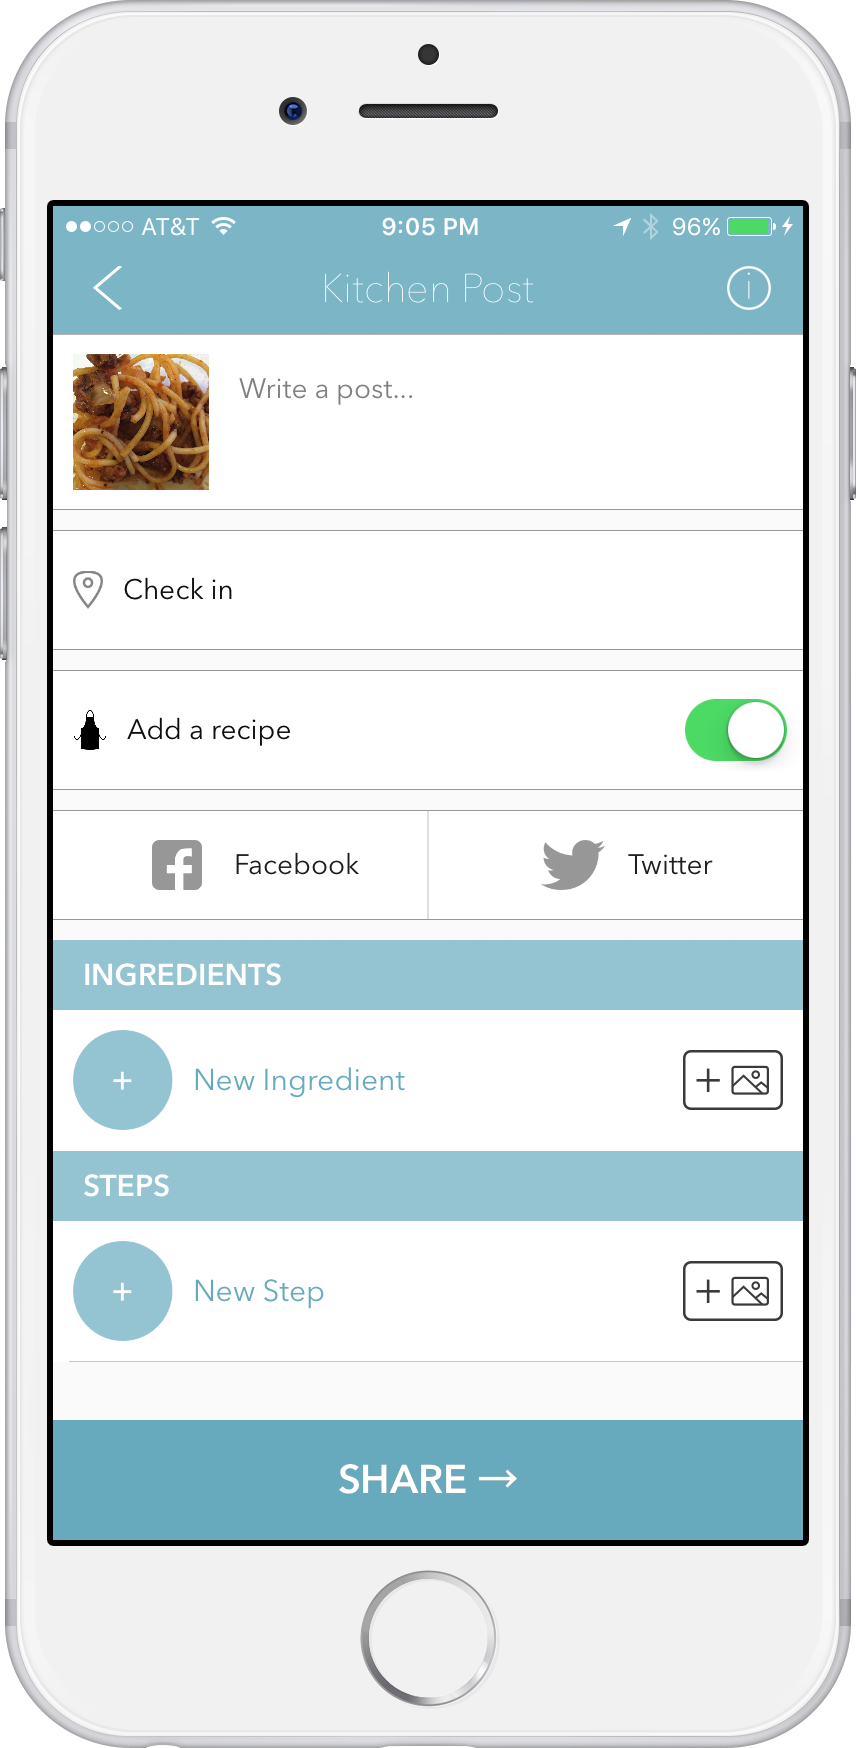 AT&T 9:05 PM 96%
Kitchen Post
Write a post...
Check in
Add a recipe
Facebook Twitter
INGREDIENTS
+ New Ingredient +
STEPS
+ New Step +
SHARE →